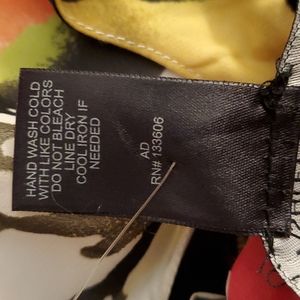 HAND WASH COLD
WITH LIKE COLORS
DO NOT BLEACH
LINE DRY
COOL IRON IF
NEEDED
AD
RN# 133606